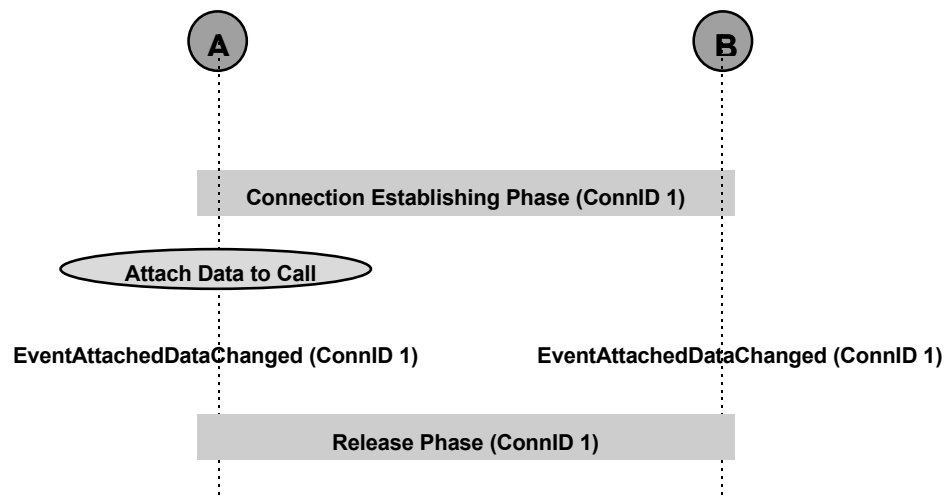 A
B
Connection Establishing Phase (ConnID 1)
Attach Data to Call
EventAttachedDataChanged (ConnID 1)
EventAttachedDataChanged (ConnID 1)
Release Phase (ConnID 1)